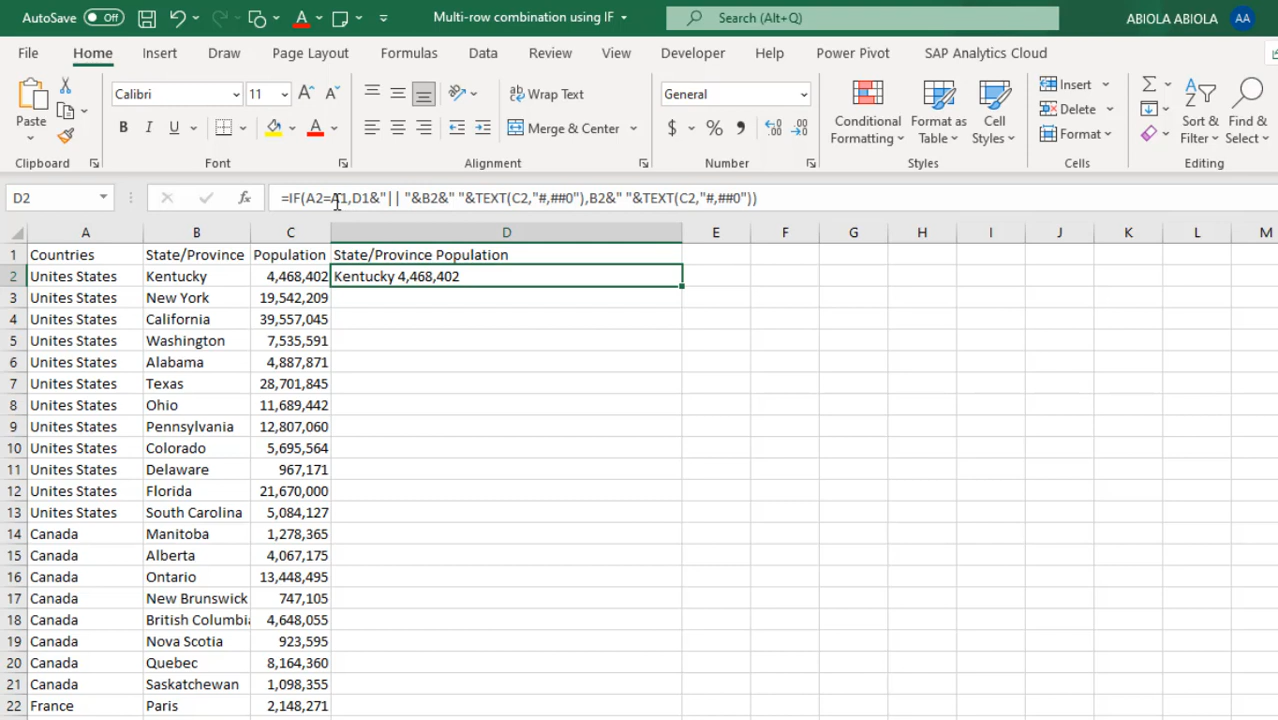 AutoSave Off Multi-row combination using IF Search (Alt+Q) ABIOLA ABIOLA AA
File Home Insert Draw Page Layout Formulas Data Review View Developer Help Power Pivot SAP Analytics Cloud
Paste Calibri 11 Wrap Text General Conditional Formatting Format as Table Cell Styles Insert Sort & Filter Find & Select
B I U Merge & Center $ % Delete
Format
Clipboard Font Alignment Number Styles Cells Editing
D2 fx =IF(A2=A1,D1&"|| "&B2&" "&TEXT(C2,"#,##0"),B2&" "&TEXT(C2,"#,##0"))
A B C D E F G H I J K L M
1 Countries State/Province Population State/Province Population
2 Unites States Kentucky 4,468,402 Kentucky 4,468,402
3 Unites States New York 19,542,209
4 Unites States California 39,557,045
5 Unites States Washington 7,535,591
6 Unites States Alabama 4,887,871
7 Unites States Texas 28,701,845
8 Unites States Ohio 11,689,442
9 Unites States Pennsylvania 12,807,060
10 Unites States Colorado 5,695,564
11 Unites States Delaware 967,171
12 Unites States Florida 21,670,000
13 Unites States South Carolina 5,084,127
14 Canada Manitoba 1,278,365
15 Canada Alberta 4,067,175
16 Canada Ontario 13,448,495
17 Canada New Brunswick 747,105
18 Canada British Columbi 4,648,055
19 Canada Nova Scotia 923,595
20 Canada Quebec 8,164,360
21 Canada Saskatchewan 1,098,355
22 France Paris 2,148,271